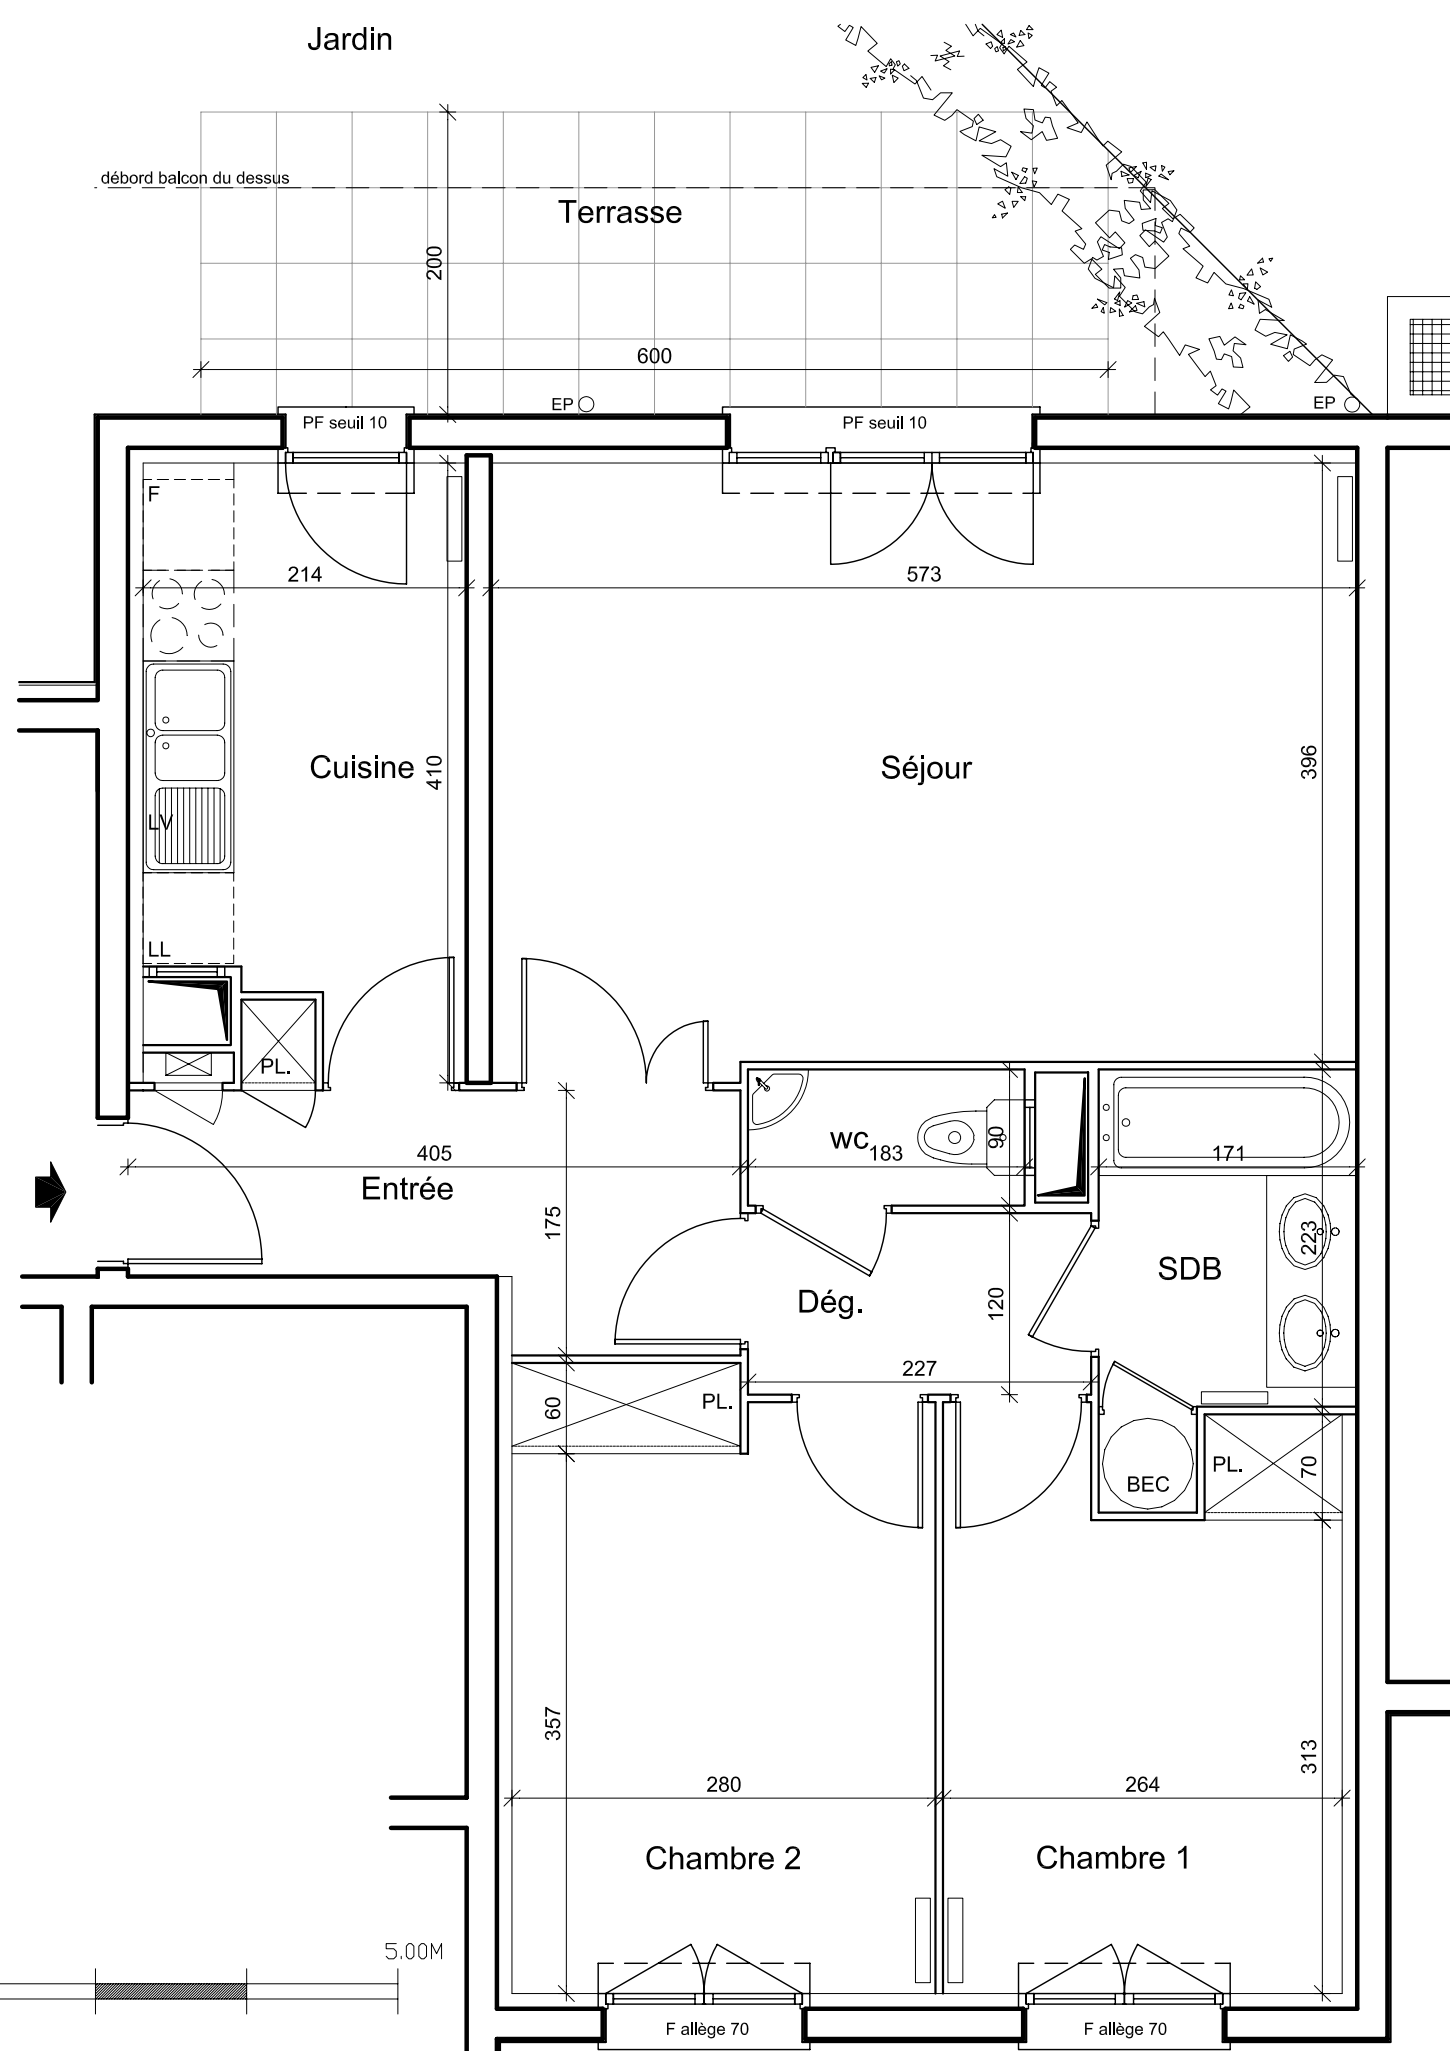 Jardin
débord balcon du dessus
Terrasse
200
600
EP
EP
PF seuil 10
PF seuil 10
F
214
573
Cuisine
410
Séjour
396
LV
LL
PL.
wc
183
90
171
405
Entrée
175
223
SDB
Dég.
120
227
60
PL.
PL.
70
BEC
357
313
280
264
Chambre 2
Chambre 1
5.00M
F allège 70
F allège 70